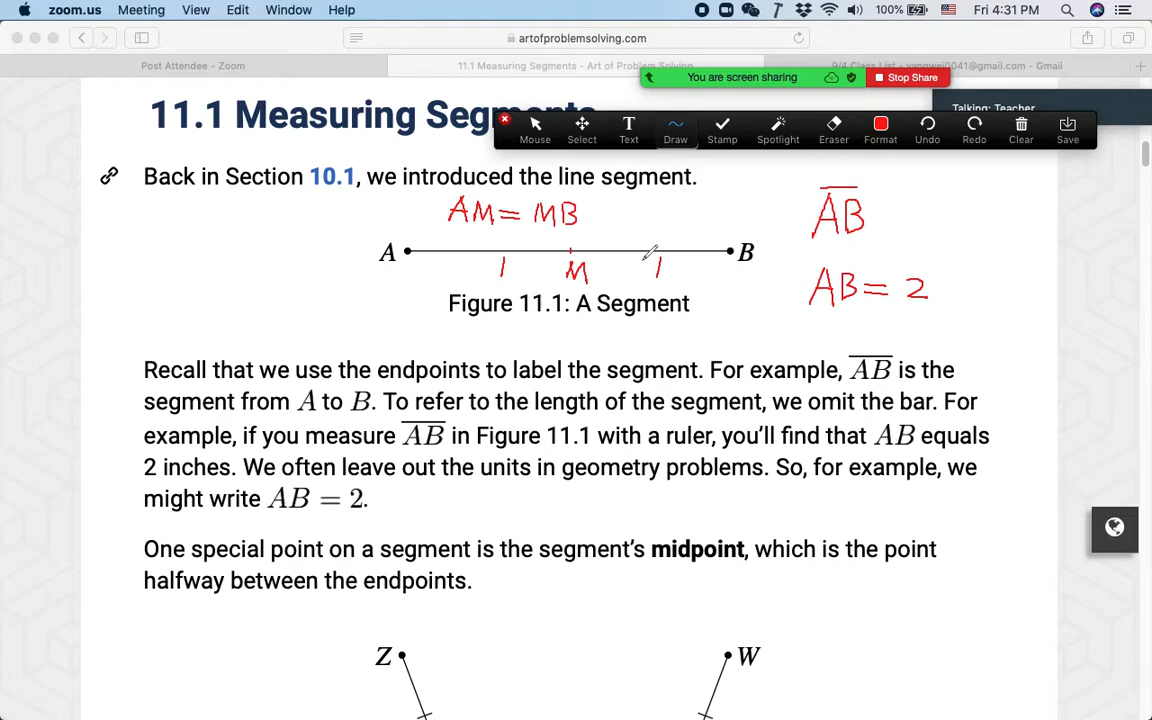 zoom.us Meeting View Edit Window Help 100% Fri 4:31 PM
artofproblemsolving.com
Post Attendee - Zoom 11.1 Measuring Segments - Art of Problem Solving 9/4 Class List - yangwei0041@gmail.com - Gmail
You are screen sharing Stop Share
Talking: Teacher
11.1 Measuring Segments
Mouse Select Text Draw Stamp Spotlight Eraser Format Undo Redo Clear Save
Back in Section 10.1, we introduced the line segment.
AM = MB
AB
A B
1 M 1
AB = 2
Figure 11.1: A Segment
Recall that we use the endpoints to label the segment. For example, AB is the
segment from A to B. To refer to the length of the segment, we omit the bar. For
example, if you measure AB in Figure 11.1 with a ruler, you’ll find that AB equals
2 inches. We often leave out the units in geometry problems. So, for example, we
might write AB = 2.
One special point on a segment is the segment’s midpoint, which is the point
halfway between the endpoints.
Z W